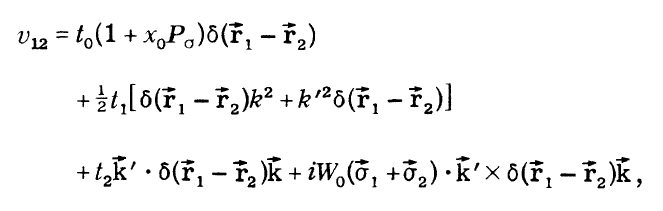 v₁₂ = t₀(1 + x₀P_σ)δ(r⃗₁ − r⃗₂)
+ ½t₁[δ(r⃗₁ − r⃗₂)k² + k′²δ(r⃗₁ − r⃗₂)]
+ t₂k⃗′ · δ(r⃗₁ − r⃗₂)k⃗ + iW₀(σ⃗₁ + σ⃗₂) · k⃗′ × δ(r⃗₁ − r⃗₂)k⃗ ,